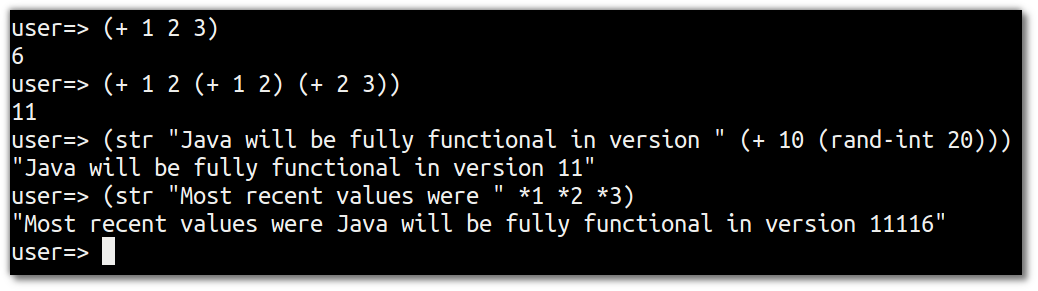 user=> (+ 1 2 3)
6
user=> (+ 1 2 (+ 1 2) (+ 2 3))
11
user=> (str "Java will be fully functional in version " (+ 10 (rand-int 20)))
"Java will be fully functional in version 11"
user=> (str "Most recent values were " *1 *2 *3)
"Most recent values were Java will be fully functional in version 11116"
user=>